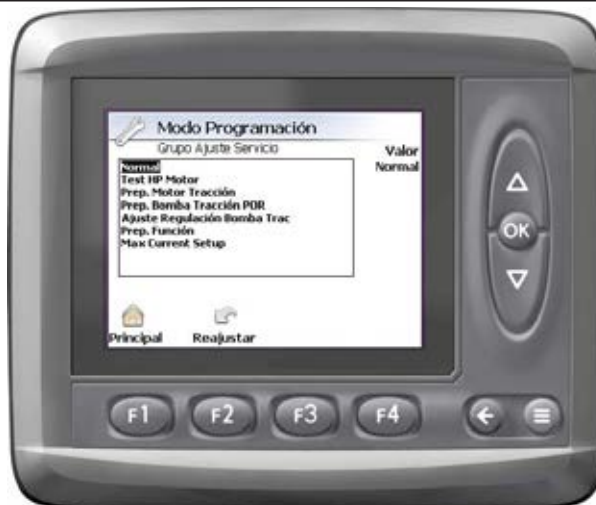 Modo Programación
Grupo Ajuste Servicio
Valor
Normal
Normal
Test HP Motor
Prep. Motor Tracción
Prep. Bomba Tracción POR
Ajuste Regulación Bomba Trac
Prep. Función
Max Current Setup
Principal
Reajustar
OK
F1
F2
F3
F4